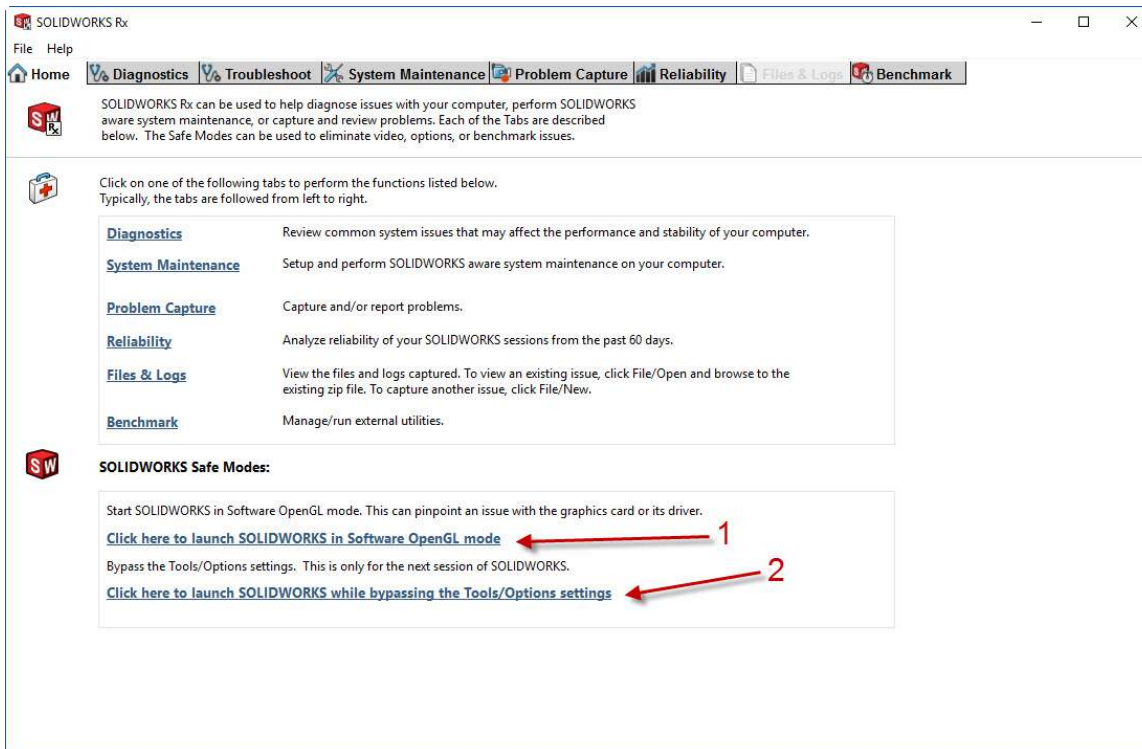 SOLIDWORKS Rx
File Help
Home Diagnostics Troubleshoot System Maintenance Problem Capture Reliability Files & Logs Benchmark
SOLIDWORKS Rx can be used to help diagnose issues with your computer, perform SOLIDWORKS
aware system maintenance, or capture and review problems. Each of the Tabs are described
below. The Safe Modes can be used to eliminate video, options, or benchmark issues.
Click on one of the following tabs to perform the functions listed below.
Typically, the tabs are followed from left to right.
Diagnostics Review common system issues that may affect the performance and stability of your computer.
System Maintenance Setup and perform SOLIDWORKS aware system maintenance on your computer.
Problem Capture Capture and/or report problems.
Reliability Analyze reliability of your SOLIDWORKS sessions from the past 60 days.
Files & Logs View the files and logs captured. To view an existing issue, click File/Open and browse to the
existing zip file. To capture another issue, click File/New.
Benchmark Manage/run external utilities.
SW
SOLIDWORKS Safe Modes:
Start SOLIDWORKS in Software OpenGL mode. This can pinpoint an issue with the graphics card or its driver.
Click here to launch SOLIDWORKS in Software OpenGL mode 1
Bypass the Tools/Options settings. This is only for the next session of SOLIDWORKS.
Click here to launch SOLIDWORKS while bypassing the Tools/Options settings 2